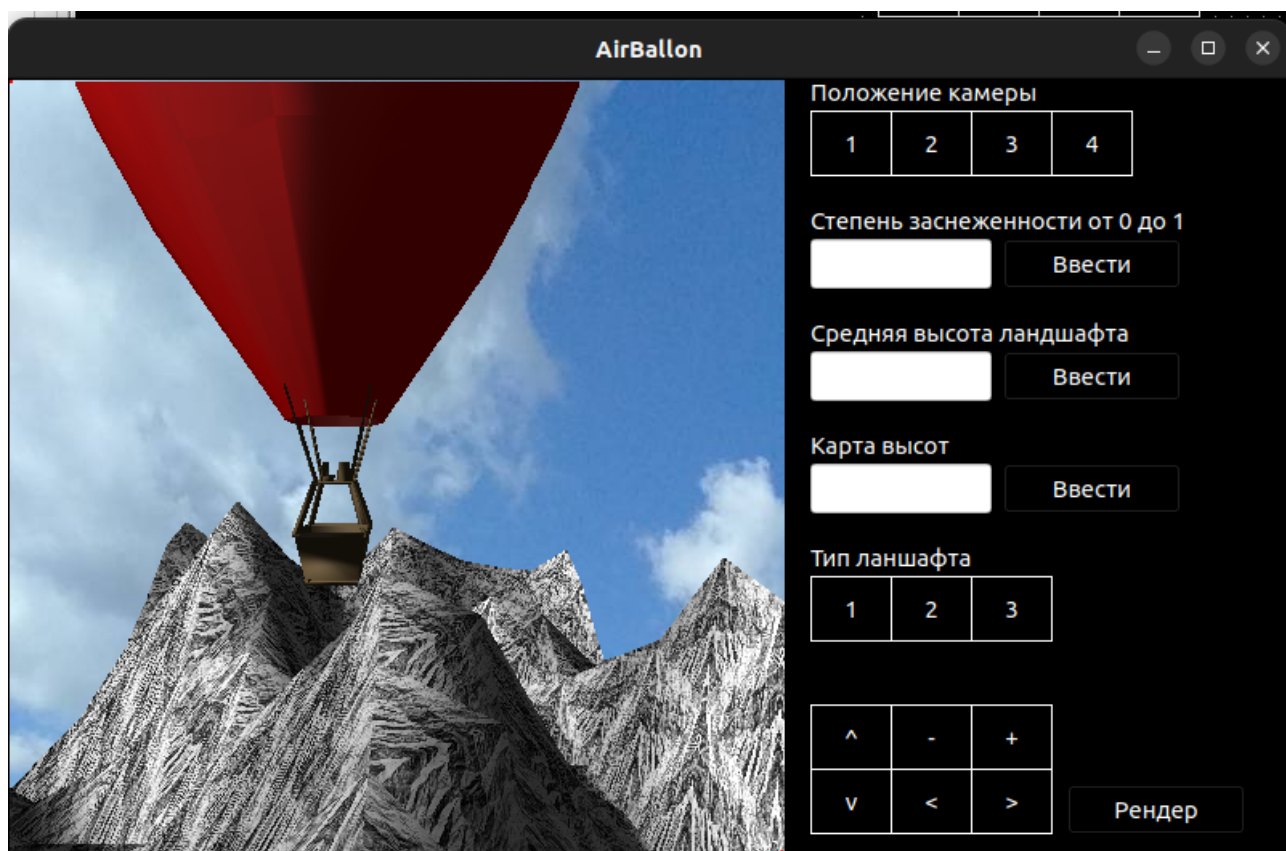 AirBallon
Положение камеры
1 2 3 4
Степень заснеженности от 0 до 1
Ввести
Средняя высота ландшафта
Ввести
Карта высот
Ввести
Тип ланшафта
1 2 3
^ - +
v < >
Рендер